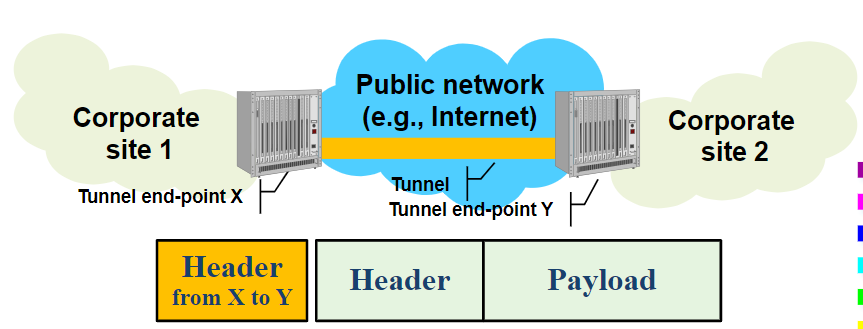 Public network
(e.g., Internet)
Corporate
site 1
Corporate
site 2
Tunnel end-point X
Tunnel
Tunnel end-point Y
Header
from X to Y
Header
Payload